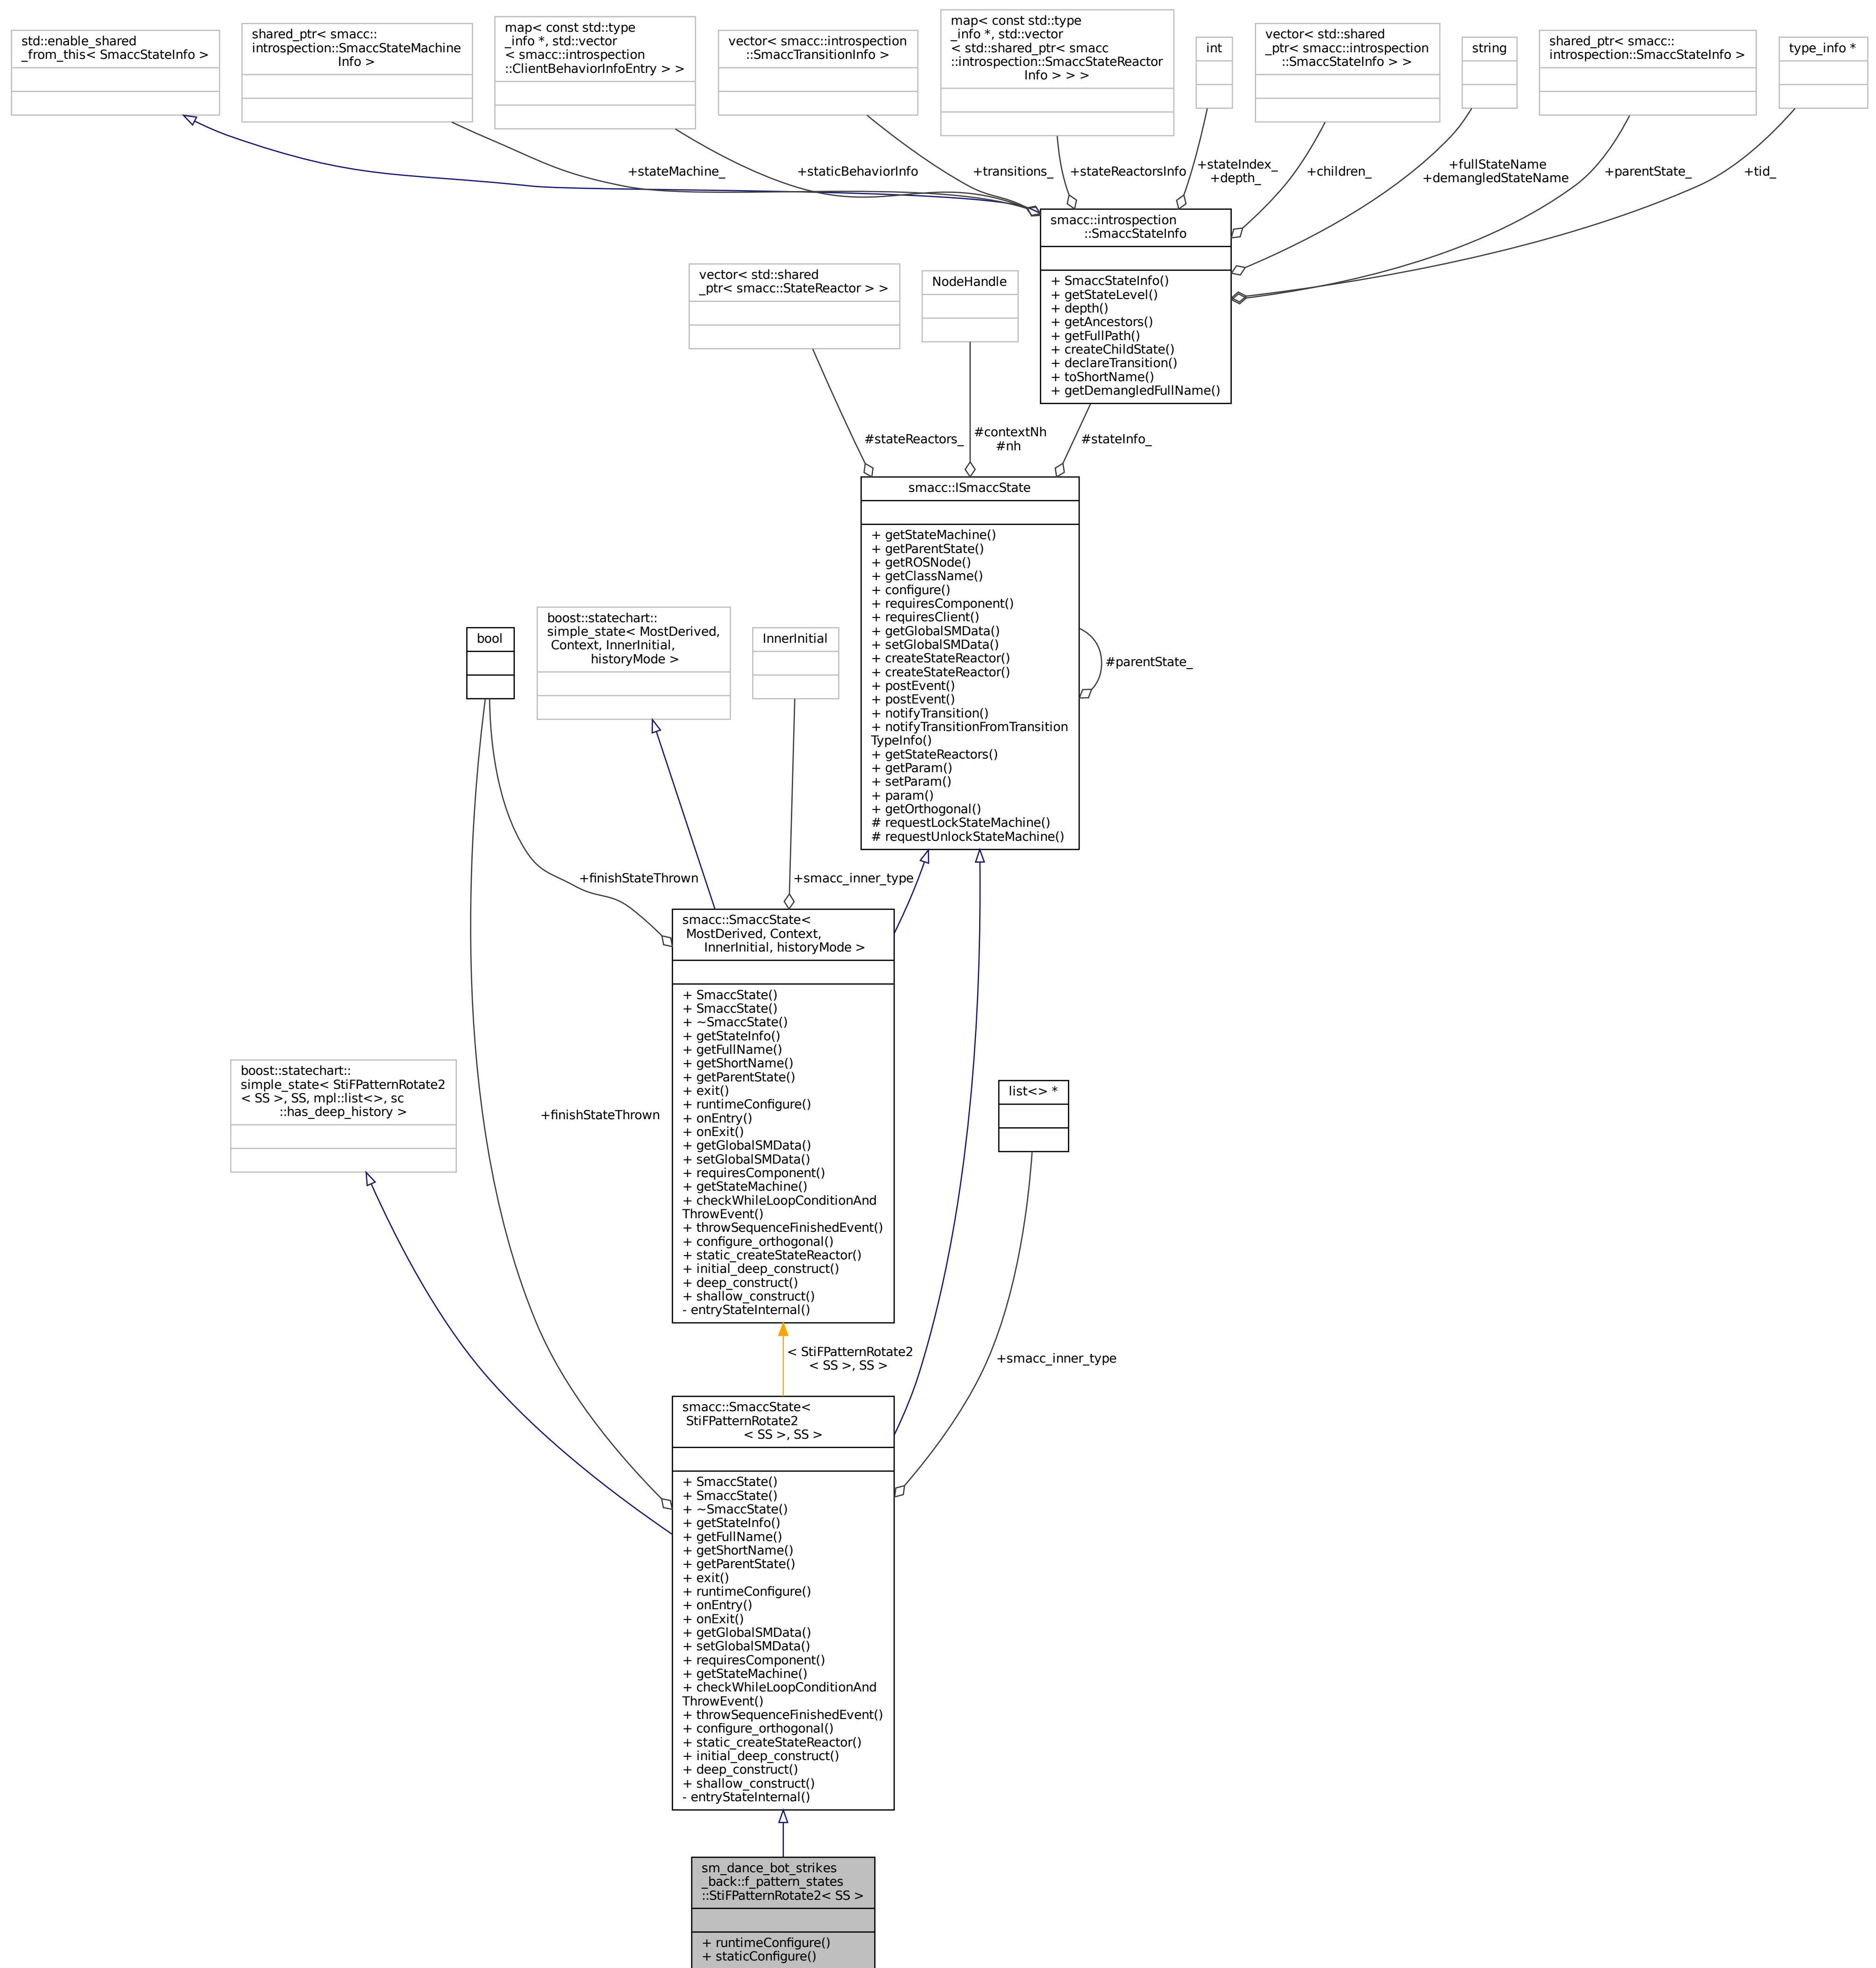 std::enable_shared
_from_this< SmaccStateInfo >
shared_ptr< smacc::
introspection::SmaccStateMachine
Info >
map< const std::type
_info *, std::vector
< smacc::introspection
::ClientBehaviorInfoEntry > >
vector< smacc::introspection
::SmaccTransitionInfo >
map< const std::type
_info *, std::vector
< std::shared_ptr< smacc
::introspection::SmaccStateReactor
Info > > >
int
vector< std::shared
_ptr< smacc::introspection
::SmaccStateInfo > >
string
shared_ptr< smacc::
introspection::SmaccStateInfo >
type_info *
+stateMachine_
+staticBehaviorInfo
+transitions_
+stateReactorsInfo
+stateIndex_
+depth_
+children_
+fullStateName
+demangledStateName
+parentState_
+tid_
smacc::introspection
::SmaccStateInfo
+ SmaccStateInfo()
+ getStateLevel()
+ depth()
+ getAncestors()
+ getFullPath()
+ createChildState()
+ declareTransition()
+ toShortName()
+ getDemangledFullName()
vector< std::shared
_ptr< smacc::StateReactor > >
NodeHandle
#stateReactors_
#contextNh
#nh
#stateInfo_
smacc::ISmaccState
+ getStateMachine()
+ getParentState()
+ getROSNode()
+ getClassName()
+ configure()
+ requiresComponent()
+ requiresClient()
+ getGlobalSMData()
+ setGlobalSMData()
+ createStateReactor()
+ createStateReactor()
+ postEvent()
+ postEvent()
+ notifyTransition()
+ notifyTransitionFromTransition
TypeInfo()
+ getStateReactors()
+ getParam()
+ setParam()
+ param()
+ getOrthogonal()
# requestLockStateMachine()
# requestUnlockStateMachine()
#parentState_
bool
boost::statechart::
simple_state< MostDerived,
Context, InnerInitial,
historyMode >
InnerInitial
+finishStateThrown
+smacc_inner_type
smacc::SmaccState<
MostDerived, Context,
InnerInitial, historyMode >
+ SmaccState()
+ SmaccState()
+ ~SmaccState()
+ getStateInfo()
+ getFullName()
+ getShortName()
+ getParentState()
+ exit()
+ runtimeConfigure()
+ onEntry()
+ onExit()
+ getGlobalSMData()
+ setGlobalSMData()
+ requiresComponent()
+ getStateMachine()
+ checkWhileLoopConditionAnd
ThrowEvent()
+ throwSequenceFinishedEvent()
+ configure_orthogonal()
+ static_createStateReactor()
+ initial_deep_construct()
+ deep_construct()
+ shallow_construct()
- entryStateInternal()
boost::statechart::
simple_state< StiFPatternRotate2
< SS >, SS, mpl::list<>, sc
::has_deep_history >
+finishStateThrown
list<> *
< StiFPatternRotate2
< SS >, SS >
+smacc_inner_type
smacc::SmaccState<
StiFPatternRotate2
< SS >, SS >
+ SmaccState()
+ SmaccState()
+ ~SmaccState()
+ getStateInfo()
+ getFullName()
+ getShortName()
+ getParentState()
+ exit()
+ runtimeConfigure()
+ onEntry()
+ onExit()
+ getGlobalSMData()
+ setGlobalSMData()
+ requiresComponent()
+ getStateMachine()
+ checkWhileLoopConditionAnd
ThrowEvent()
+ throwSequenceFinishedEvent()
+ configure_orthogonal()
+ static_createStateReactor()
+ initial_deep_construct()
+ deep_construct()
+ shallow_construct()
- entryStateInternal()
sm_dance_bot_strikes
_back::f_pattern_states
::StiFPatternRotate2< SS >
+ runtimeConfigure()
+ staticConfigure()